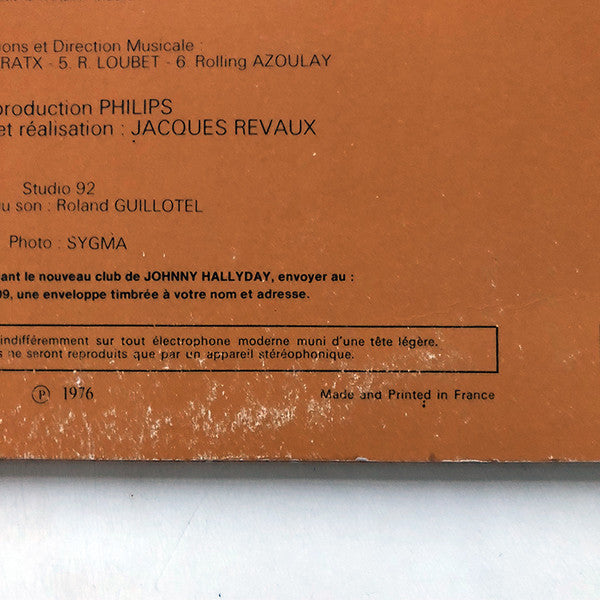 ions et Direction Musicale :
RATX - 5. R. LOUBET - 6. Rolling AZOULAY
production PHILIPS
et réalisation : JACQUES REVAUX
Studio 92
u son : Roland GUILLOTEL
Photo : SYGMA
ant le nouveau club de JOHNNY HALLYDAY, envoyer au :
09, une enveloppe timbrée à votre nom et adresse.
indifféremment sur tout électrophone moderne muni d'une tête légère.
s ne seront reproduits que par un appareil stéréophonique.
℗ 1976
Made and Printed in France